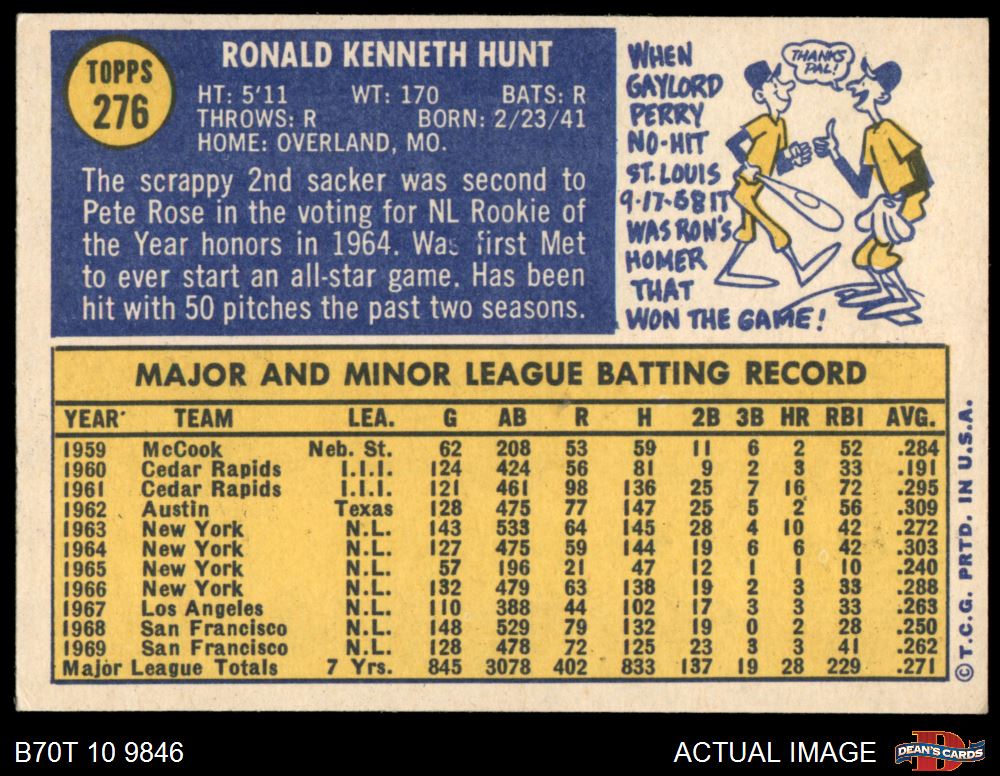 TOPPS
276
RONALD KENNETH HUNT
HT: 5'11 WT: 170 BATS: R
THROWS: R BORN: 2/23/41
HOME: OVERLAND, MO.
The scrappy 2nd sacker was second to
Pete Rose in the voting for NL Rookie of
the Year honors in 1964. Was first Met
to ever start an all-star game. Has been
hit with 50 pitches the past two seasons.
WHEN
GAYLORD
PERRY
NO-HIT
ST. LOUIS
9-17-68 IT
WAS RON'S
HOMER
THAT
WON THE GAME!
THANKS
PAL!
MAJOR AND MINOR LEAGUE BATTING RECORD
YEAR TEAM LEA. G AB R H 2B 3B HR RBI AVG.
1959 McCook Neb. St. 62 208 53 59 11 6 2 52 .284
1960 Cedar Rapids I.I.I. 124 424 56 81 9 2 3 33 .191
1961 Cedar Rapids I.I.I. 121 461 98 136 25 7 16 72 .295
1962 Austin Texas 128 475 77 147 25 5 2 56 .309
1963 New York N.L. 143 533 64 145 28 4 10 42 .272
1964 New York N.L. 127 475 59 144 19 6 6 42 .303
1965 New York N.L. 57 196 21 47 12 1 1 10 .240
1966 New York N.L. 132 479 63 138 19 2 3 33 .288
1967 Los Angeles N.L. 110 388 44 102 17 3 3 33 .263
1968 San Francisco N.L. 148 529 79 132 19 0 2 28 .250
1969 San Francisco N.L. 128 478 72 125 23 3 3 41 .262
Major League Totals 7 Yrs. 845 3078 402 833 137 19 28 229 .271
© T.C.G. PRTD. IN U.S.A.
B70T 10 9846
ACTUAL IMAGE
DEAN'S CARDS